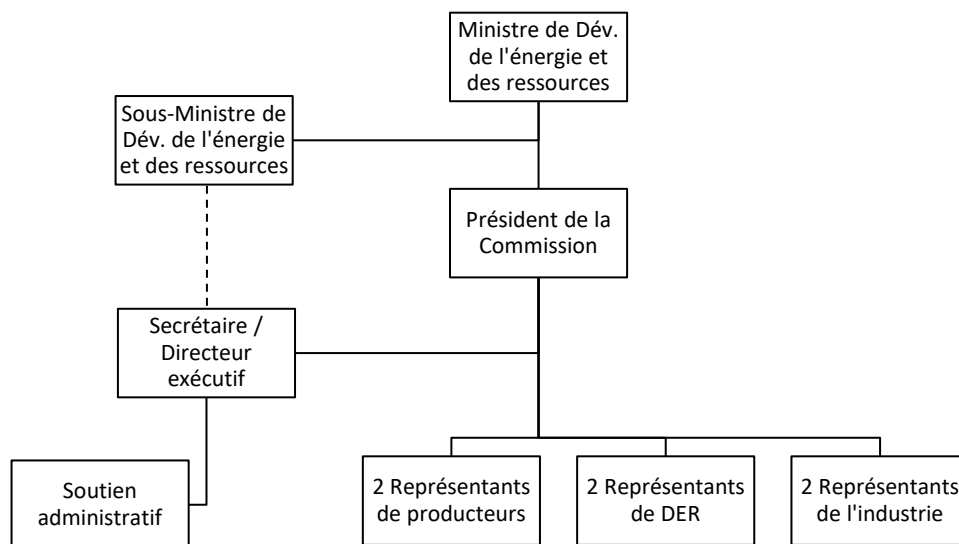 Ministre de Dév.
de l'énergie et
des ressources
Sous-Ministre de
Dév. de l'énergie
et des ressources
Président de la
Commission
Secrétaire /
Directeur
exécutif
Soutien
administratif
2 Représentants
de producteurs
2 Représentants
de DER
2 Représentants
de l'industrie